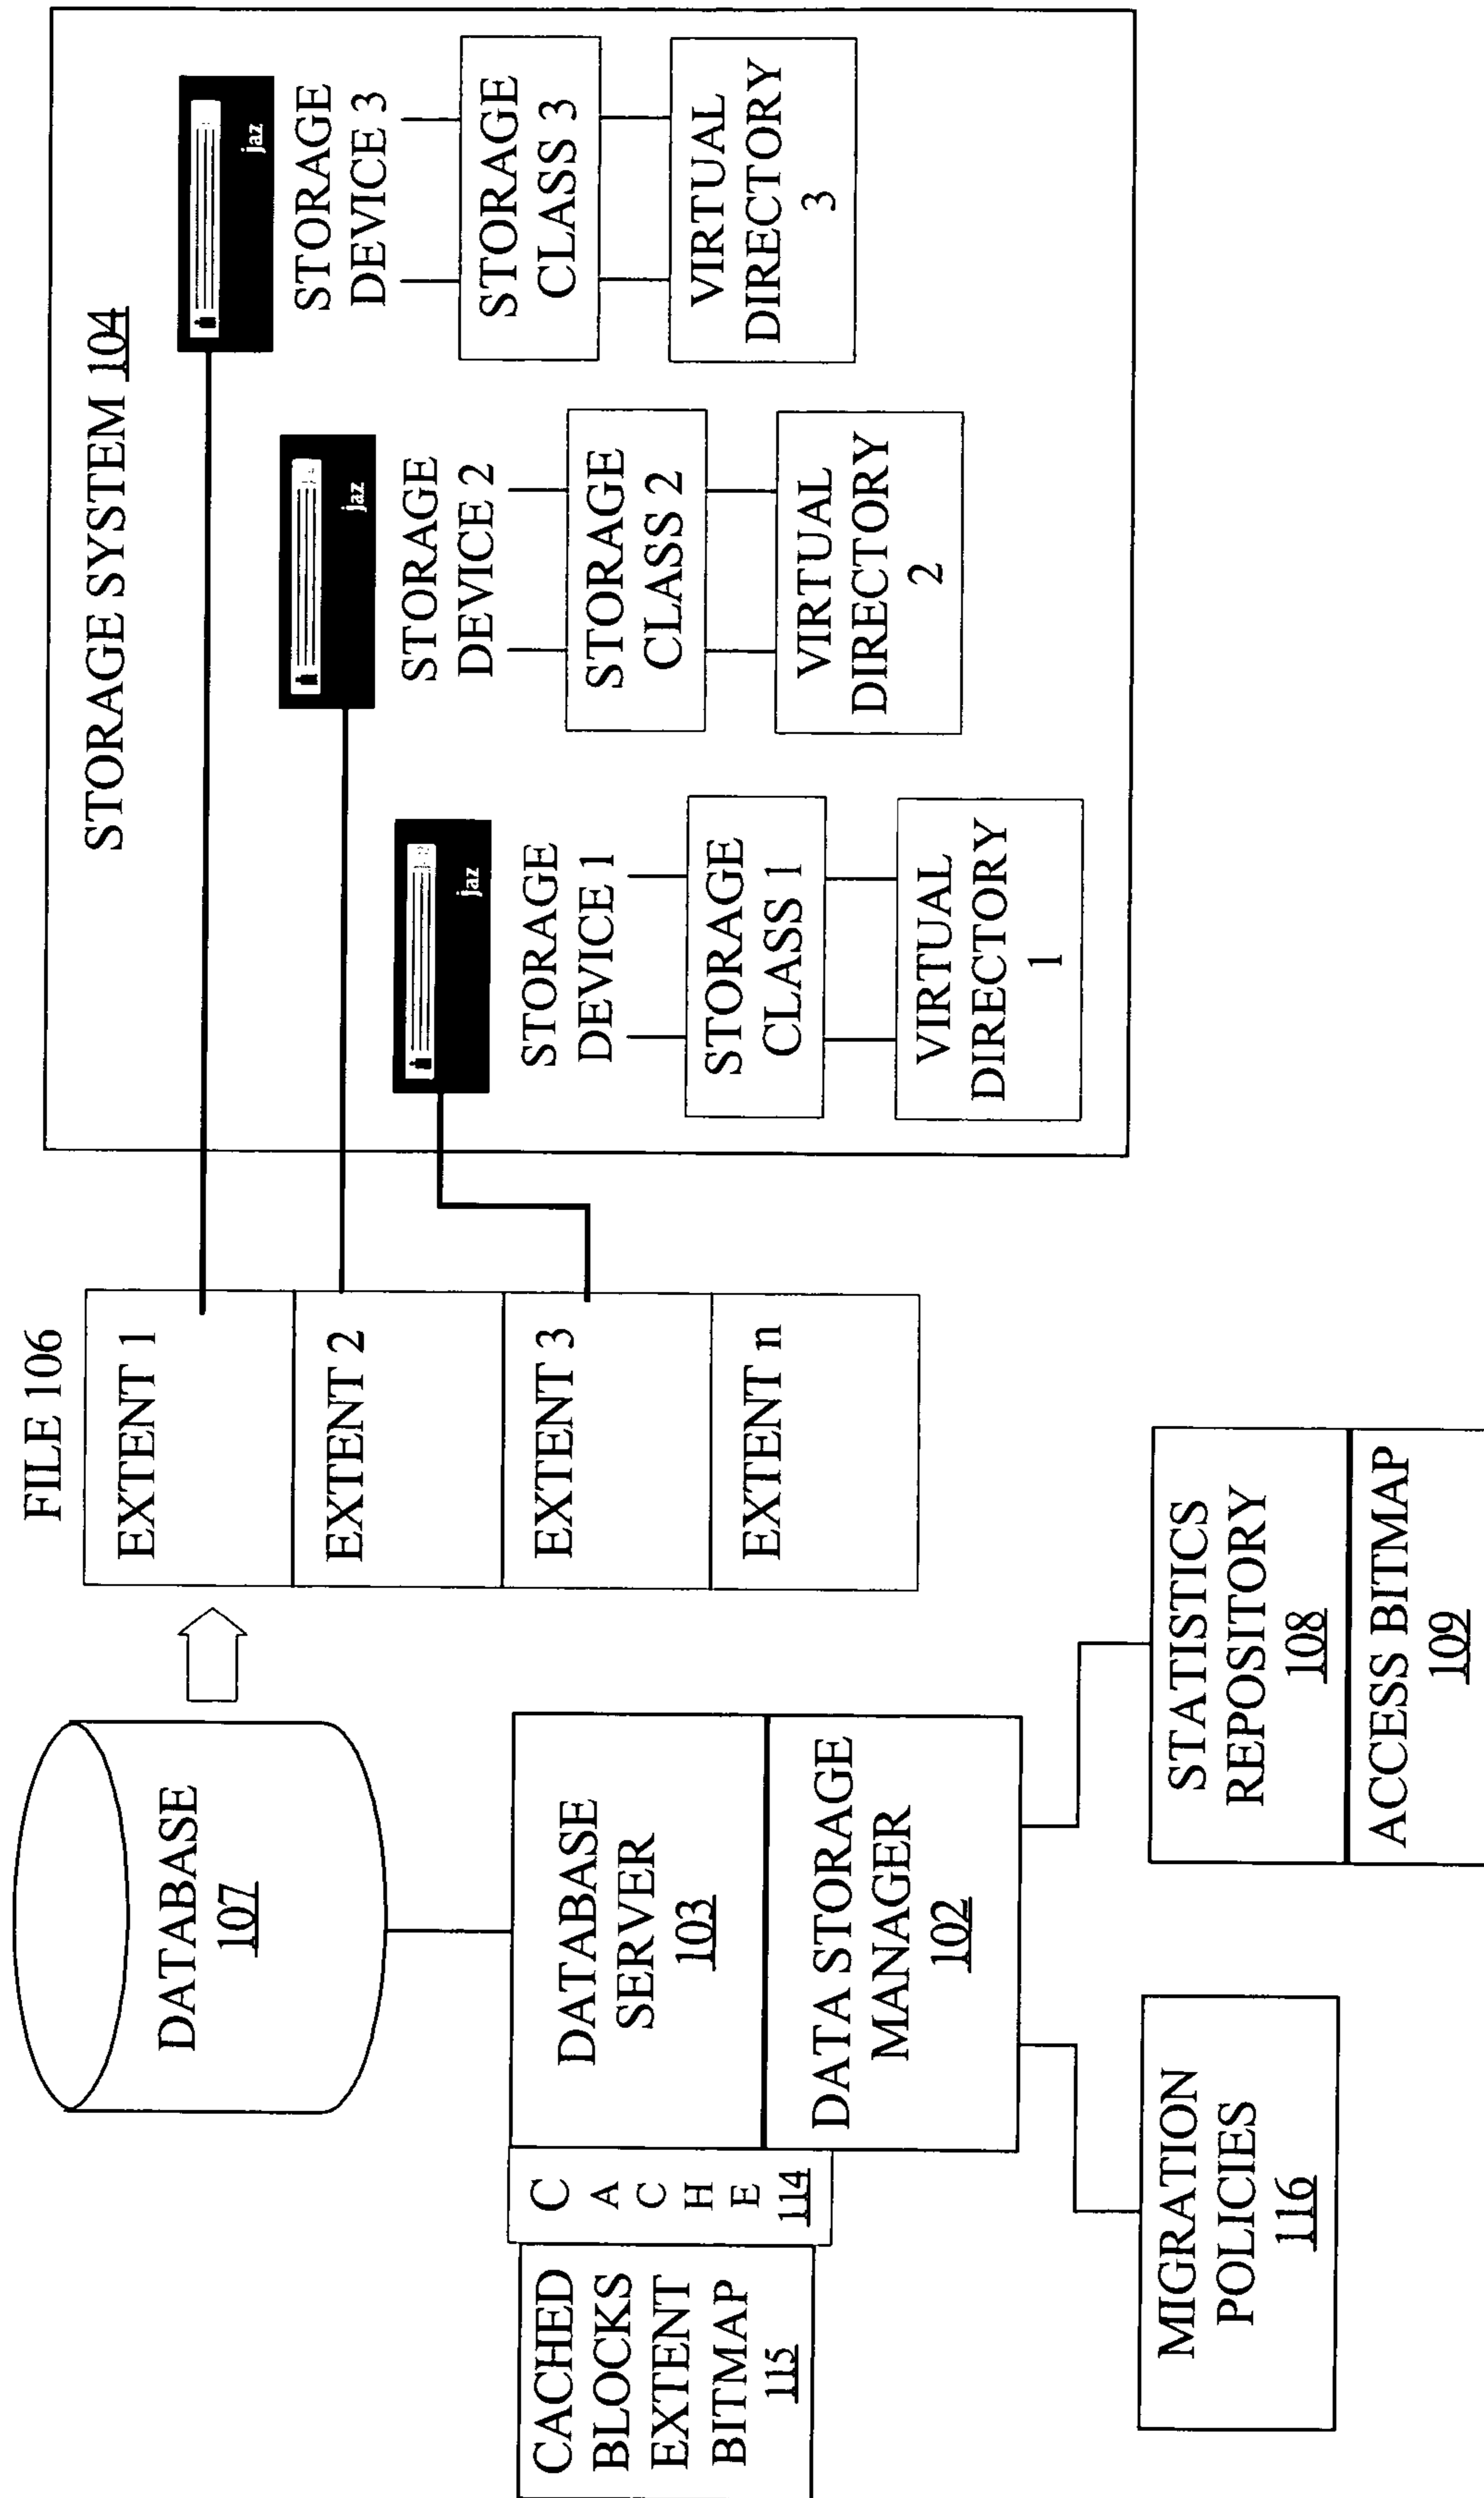 DATABASE
107
CACHED
BLOCKS
EXTENT
BITMAP
115
C
A
C
H
E
114
DATABASE
SERVER
103
DATA STORAGE
MANAGER
102
MIGRATION
POLICIES
116
STATISTICS
REPOSITORY
108
ACCESS BITMAP
109
FILE 106
EXTENT 1
EXTENT 2
EXTENT 3
EXTENT n
STORAGE SYSTEM 104
jaz
STORAGE
DEVICE 1
STORAGE
CLASS 1
VIRTUAL
DIRECTORY
1
jaz
STORAGE
DEVICE 2
STORAGE
CLASS 2
VIRTUAL
DIRECTORY
2
jaz
STORAGE
DEVICE 3
STORAGE
CLASS 3
VIRTUAL
DIRECTORY
3